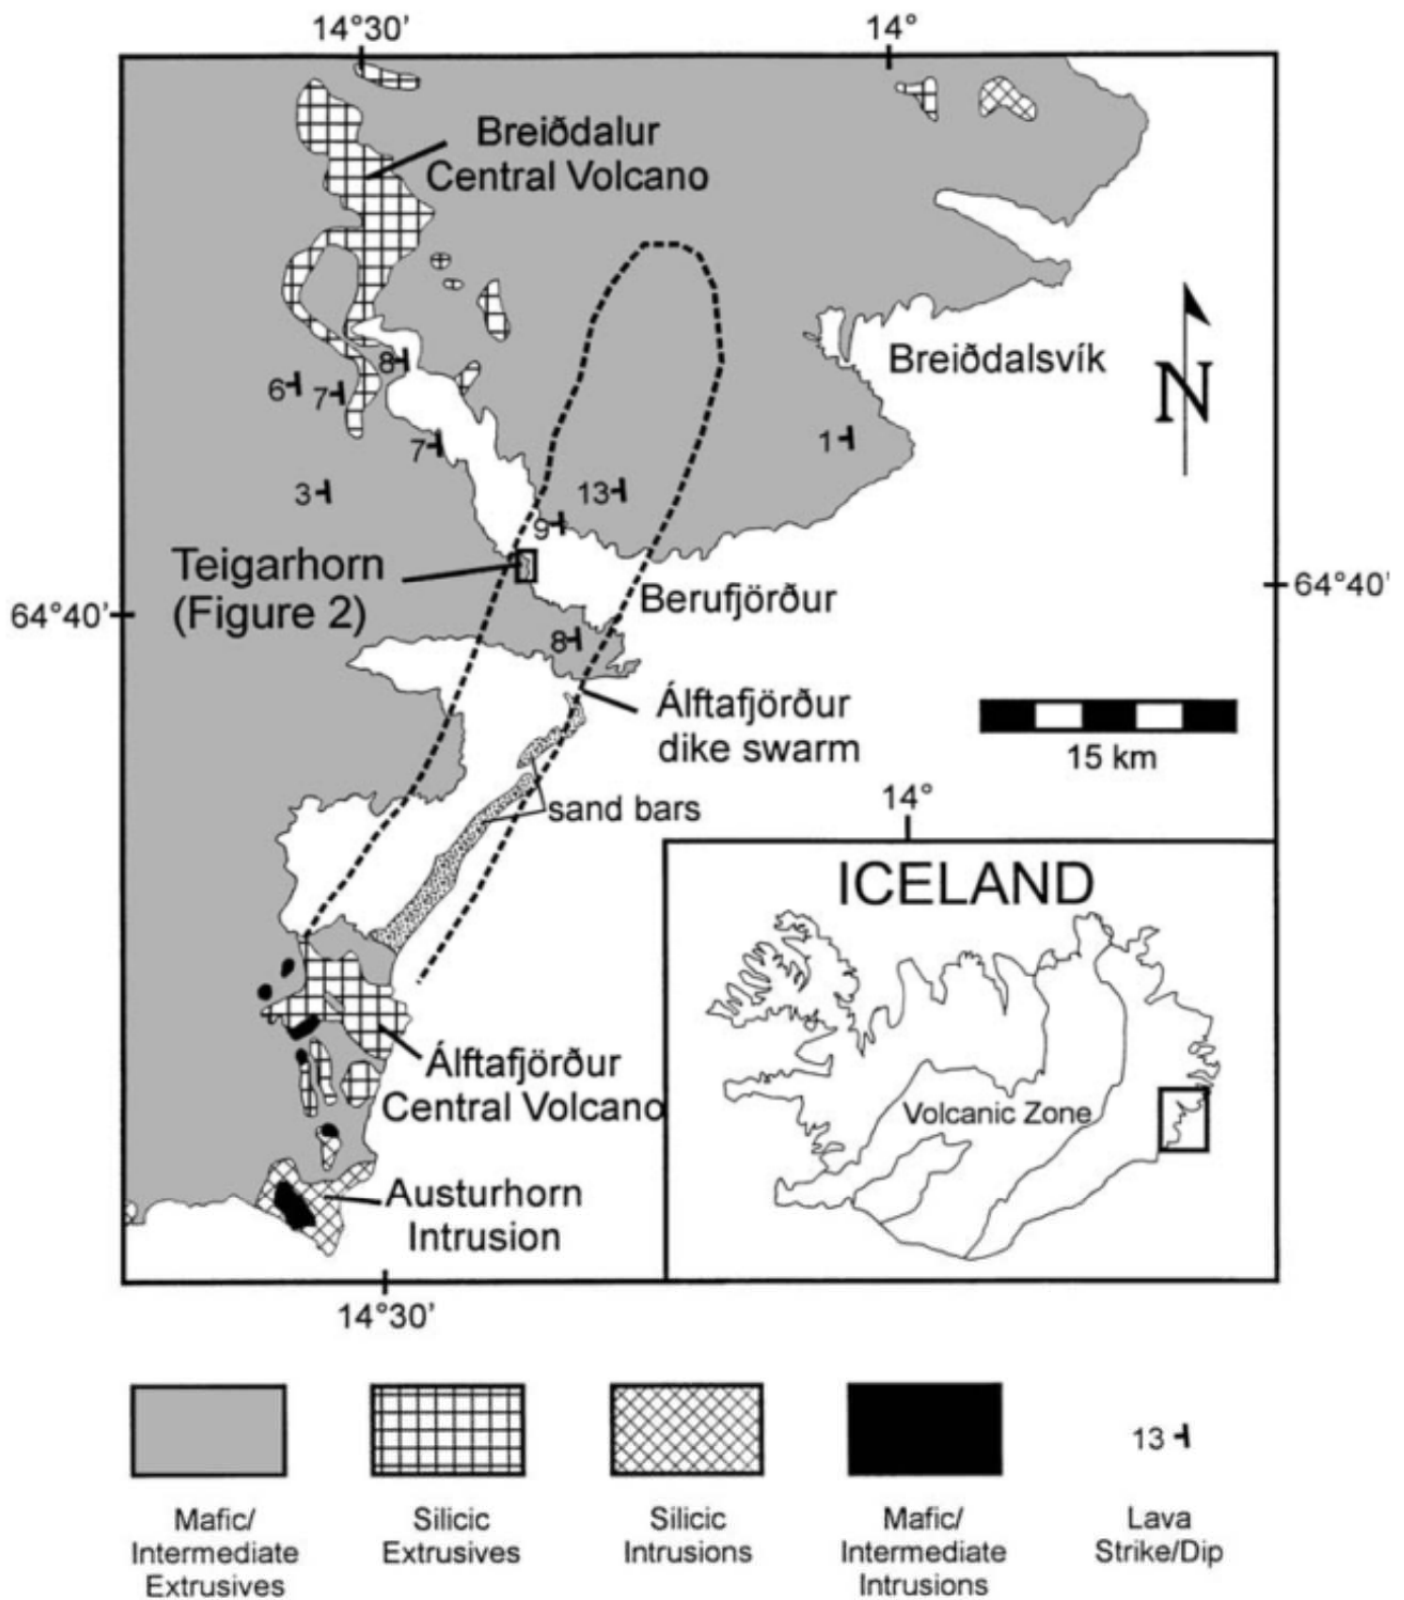 14°30'
14°
Breiðdalur
Central Volcano
Breiðdalsvík
N
8
6
7
7
1
3
13
9
Teigarhorn
(Figure 2)
64°40'
64°40'
Berufjörður
8
Álftafjörður
dike swarm
15 km
sand bars
14°
ICELAND
Volcanic Zone
Álftafjörður
Central Volcano
Austurhorn
Intrusion
14°30'
13
Mafic/
Intermediate
Extrusives
Silicic
Extrusives
Silicic
Intrusions
Mafic/
Intermediate
Intrusions
Lava
Strike/Dip